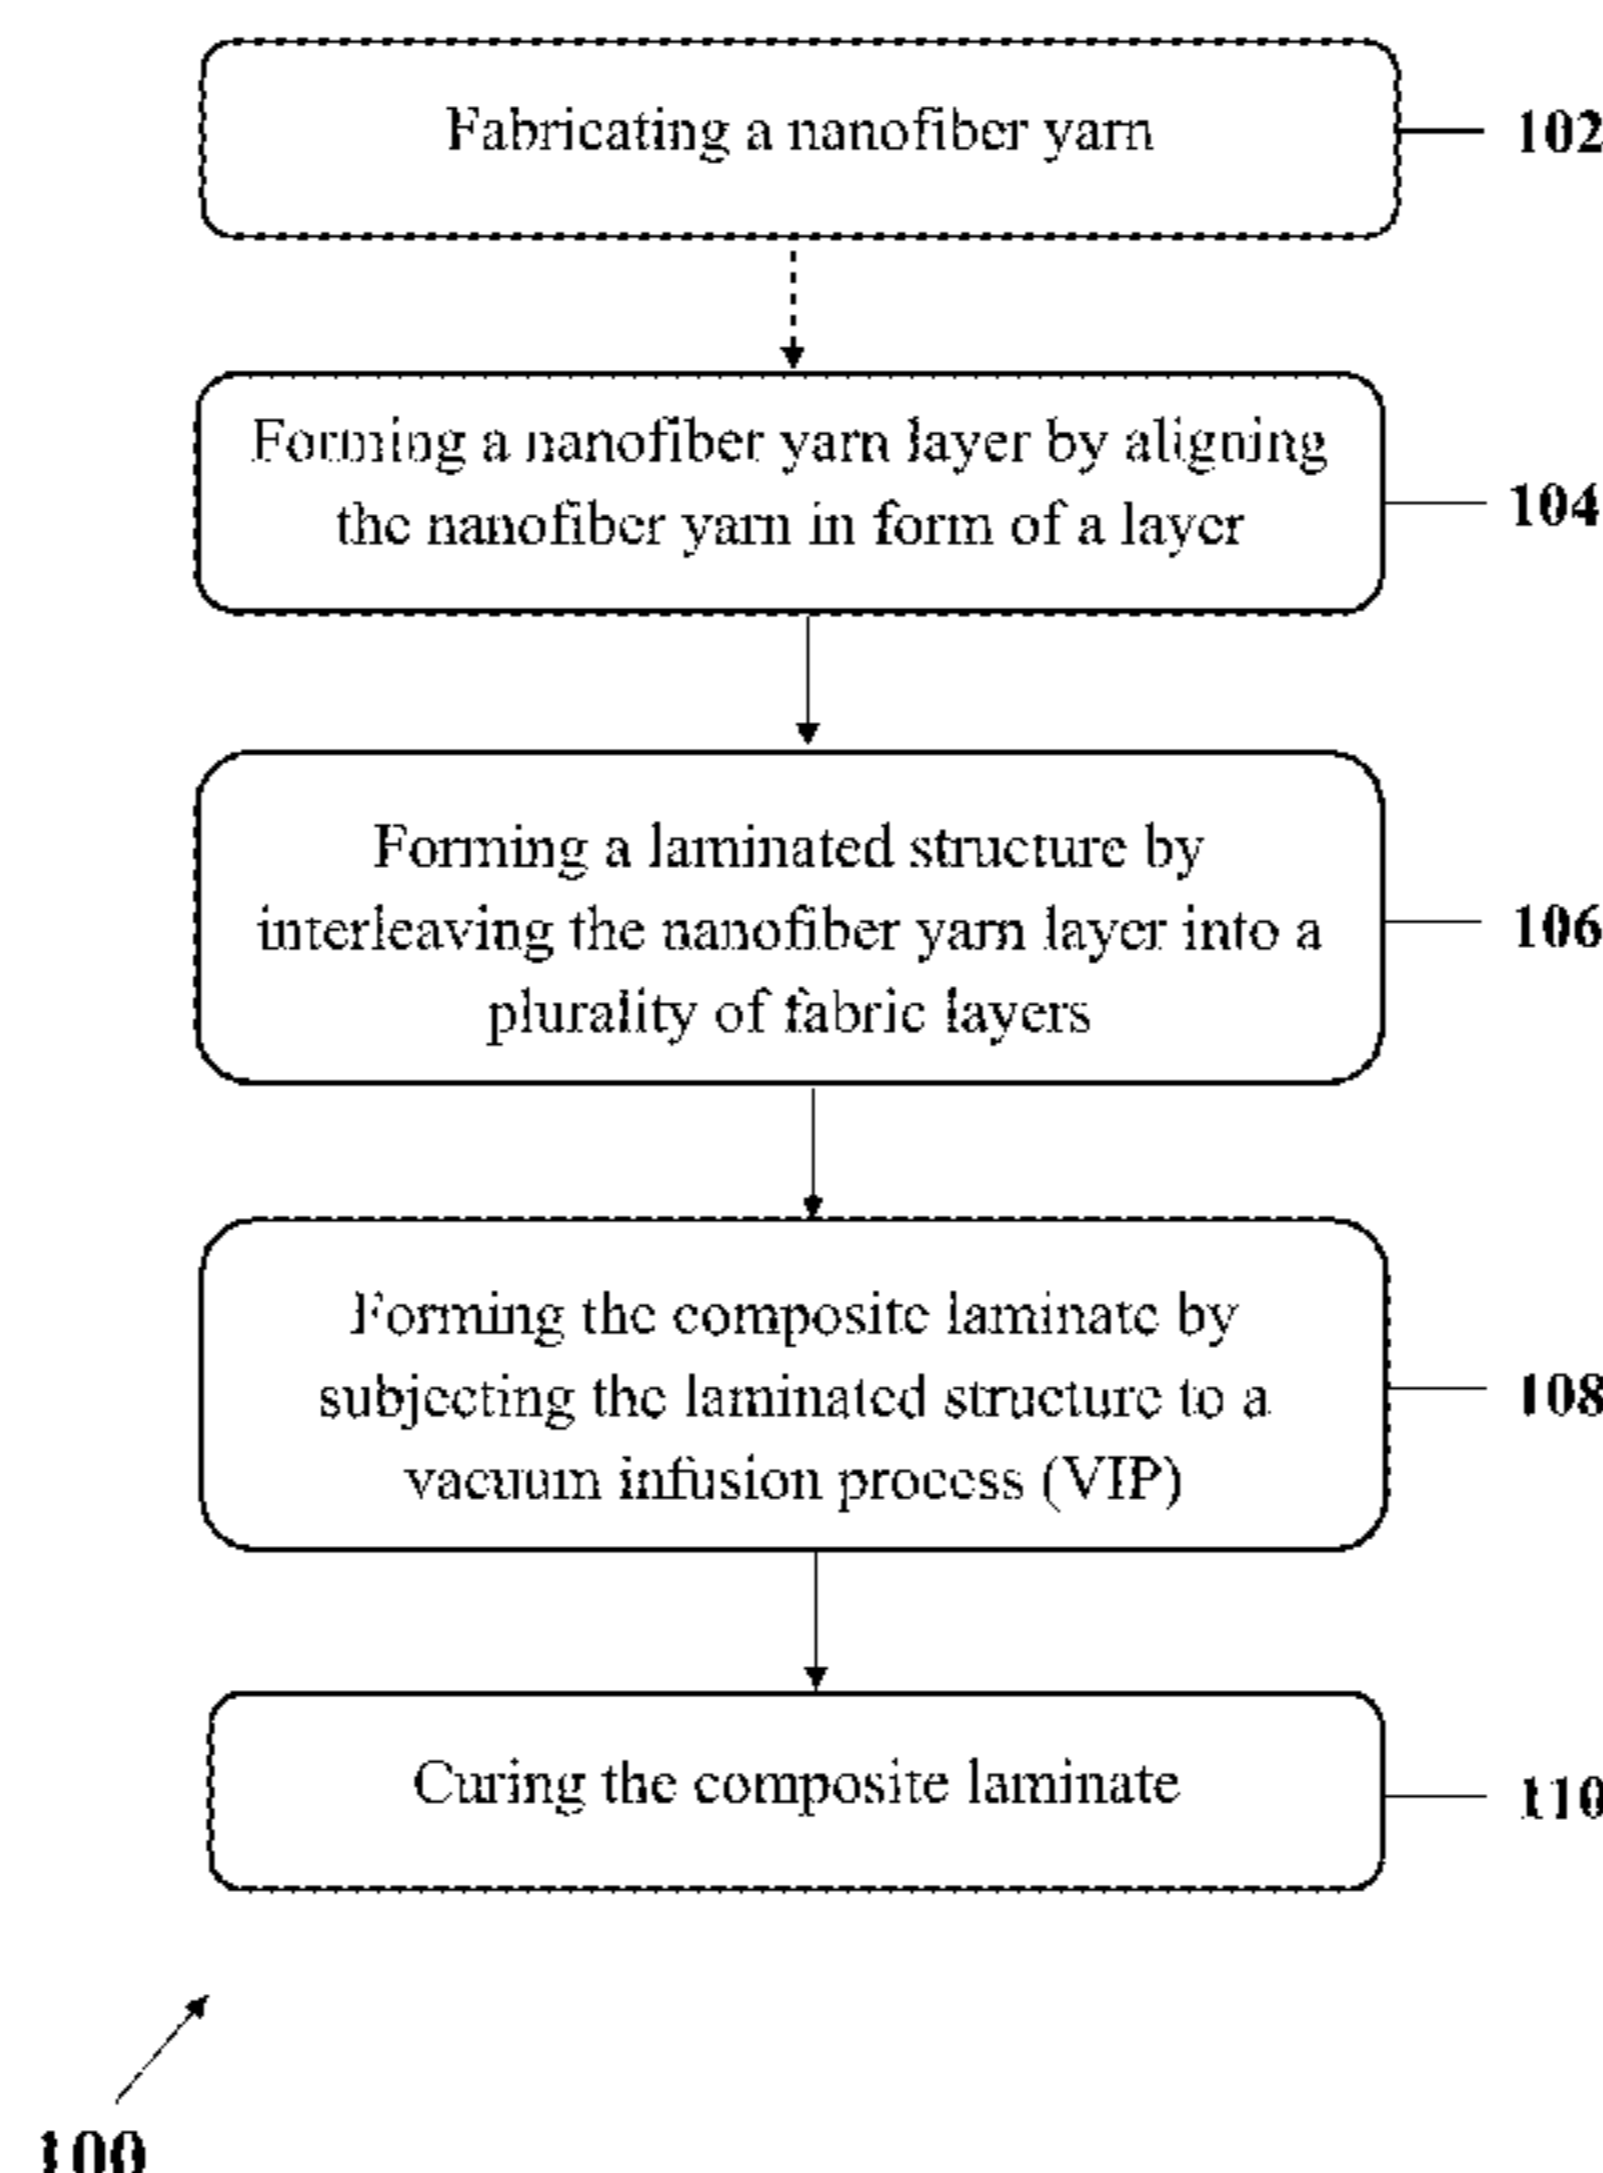 Fabricating a nanofiber yarn
102
Forming a nanofiber yarn layer by aligning
the nanofiber yarn in form of a layer
104
Forming a laminated structure by
interleaving the nanofiber yarn layer into a
plurality of fabric layers
106
Forming the composite laminate by
subjecting the laminated structure to a
vacuum infusion process (VIP)
108
Curing the composite laminate
110
100